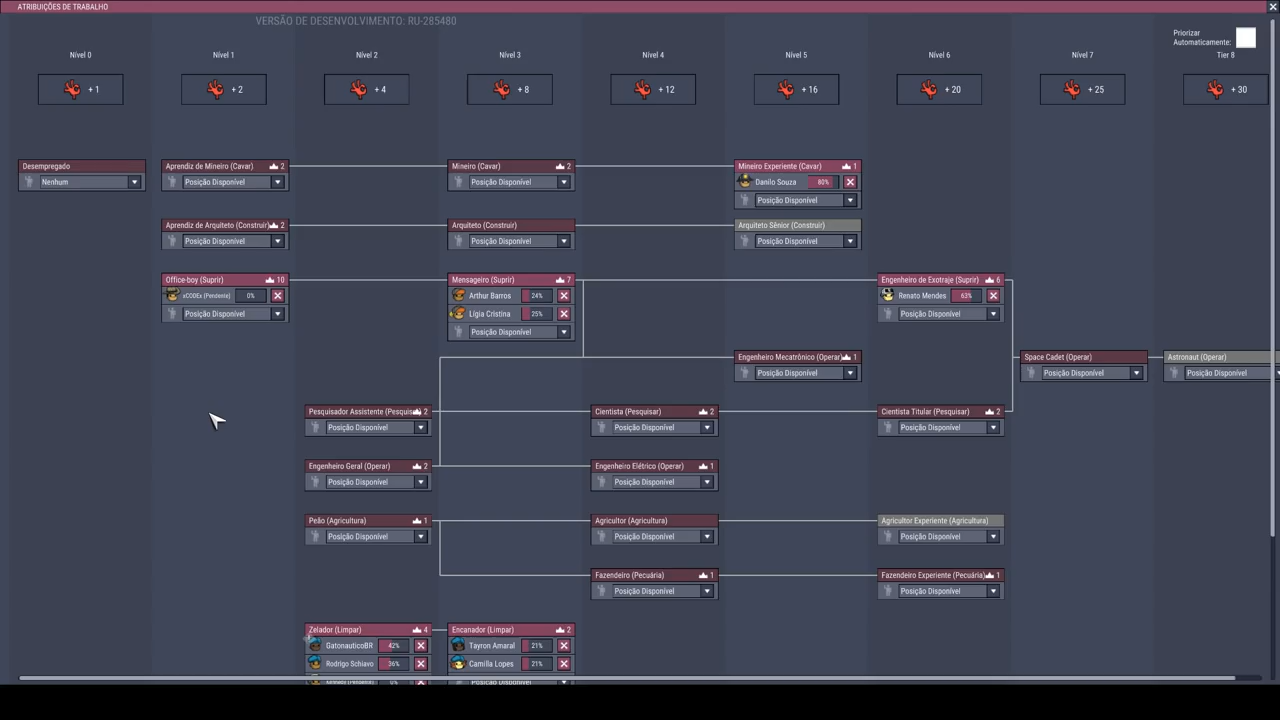 ATRIBUIÇÕES DE TRABALHO
VERSÃO DE DESENVOLVIMENTO: RU-285480
Priorizar
Automaticamente:
Nível 0
Nível 1
Nível 2
Nível 3
Nível 4
Nível 5
Nível 6
Nível 7
Tier 8
+ 1
+ 2
+ 4
+ 8
+ 12
+ 16
+ 20
+ 25
+ 30
Desempregado
Nenhum
Aprendiz de Mineiro (Cavar) 2
Posição Disponível
Mineiro (Cavar) 2
Posição Disponível
Mineiro Experiente (Cavar) 1
Danilo Souza 80%
Posição Disponível
Aprendiz de Arquiteto (Construir) 2
Posição Disponível
Arquiteto (Construir)
Posição Disponível
Arquiteto Sênior (Construir)
Posição Disponível
Office-boy (Suprir) 10
xCODEx (Pendente) 0%
Posição Disponível
Mensageiro (Suprir) 7
Arthur Barros 24%
Lígia Cristina 25%
Posição Disponível
Engenheiro de Exotraje (Suprir) 6
Renato Mendes 63%
Posição Disponível
Engenheiro Mecatrônico (Operar) 1
Posição Disponível
Space Cadet (Operar)
Posição Disponível
Astronaut (Operar)
Posição Disponível
Pesquisador Assistente (Pesquis 2
Posição Disponível
Cientista (Pesquisar) 2
Posição Disponível
Cientista Titular (Pesquisar) 2
Posição Disponível
Engenheiro Geral (Operar) 2
Posição Disponível
Engenheiro Elétrico (Operar) 1
Posição Disponível
Peão (Agricultura) 1
Posição Disponível
Agricultor (Agricultura)
Posição Disponível
Agricultor Experiente (Agricultura)
Posição Disponível
Fazendeiro (Pecuária) 1
Posição Disponível
Fazendeiro Experiente (Pecuária) 1
Posição Disponível
Zelador (Limpar) 4
GatonauticoBR 42%
Rodrigo Schiavo 36%
Encanador (Limpar) 2
Tayron Amaral 21%
Camilla Lopes 21%
Posição Disponível